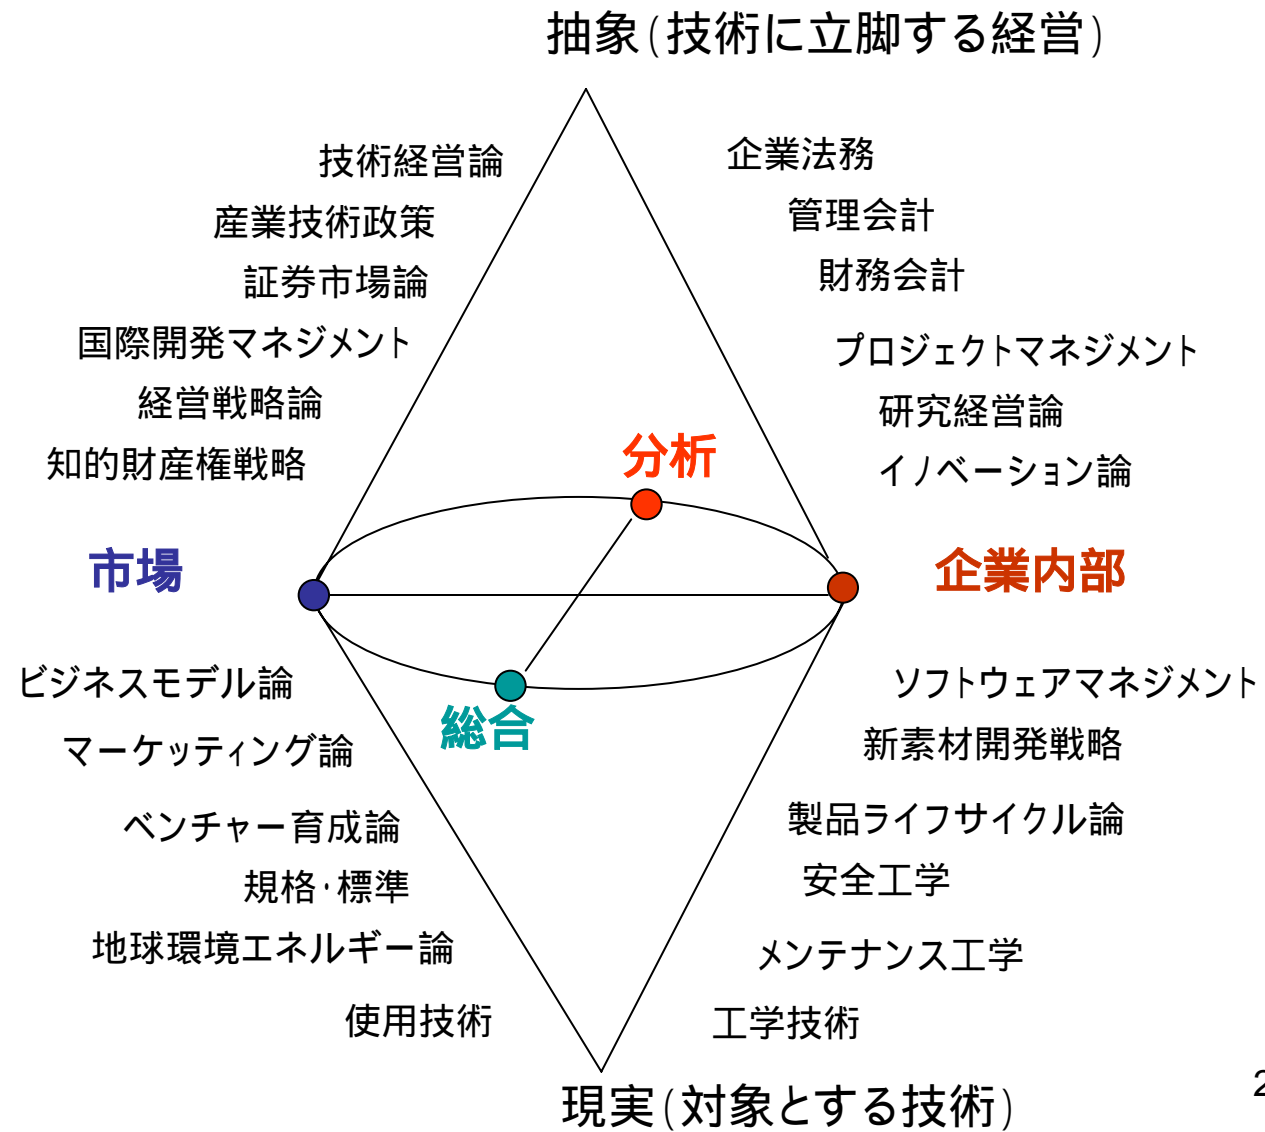 抽象(技術に立脚する経営)
技術経営論
産業技術政策
証券市場論
国際開発マネジメント
経営戦略論
知的財産権戦略
企業法務
管理会計
財務会計
プロジェクトマネジメント
研究経営論
イノベーション論
分析
市場
企業内部
総合
ビジネスモデル論
マーケッティング論
ベンチャー育成論
規格・標準
地球環境エネルギー論
使用技術
ソフトウェアマネジメント
新素材開発戦略
製品ライフサイクル論
安全工学
メンテナンス工学
工学技術
現実(対象とする技術)
2